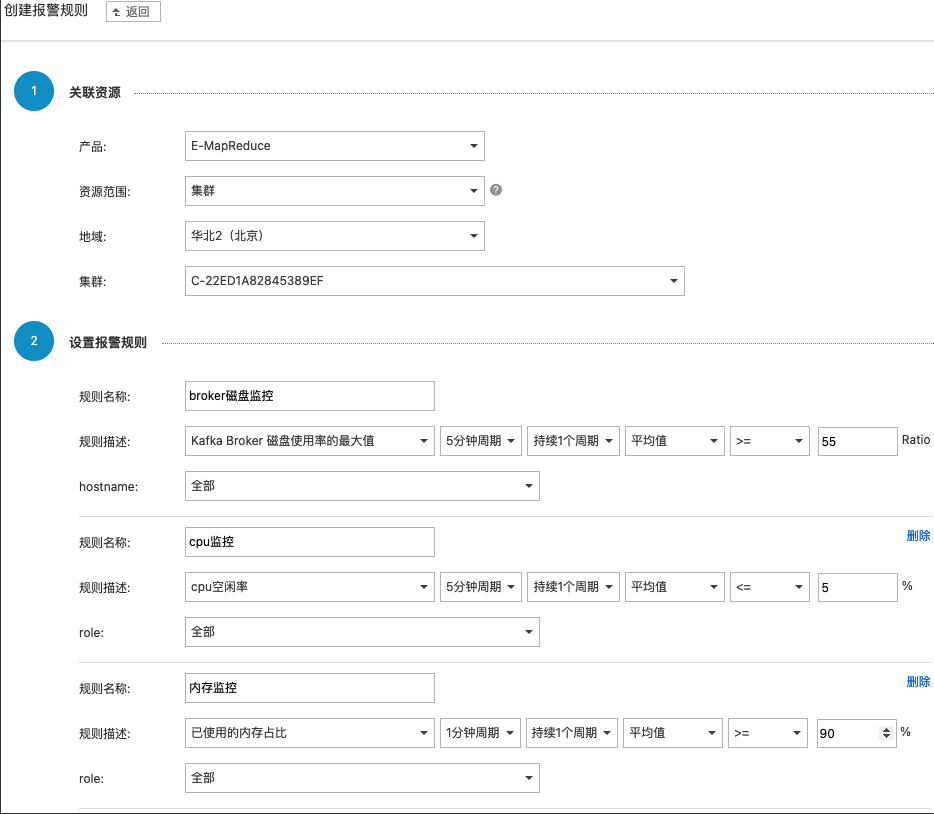 创建报警规则 返回
1 关联资源
产品: E-MapReduce
资源范围: 集群 ?
地域: 华北2（北京）
集群: C-22ED1A82845389EF
2 设置报警规则
规则名称: broker磁盘监控
规则描述: Kafka Broker 磁盘使用率的最大值 5分钟周期 持续1个周期 平均值 >= 55 Ratio
hostname: 全部
删除
规则名称: cpu监控
规则描述: cpu空闲率 5分钟周期 持续1个周期 平均值 <= 5 %
role: 全部
删除
规则名称: 内存监控
规则描述: 已使用的内存占比 1分钟周期 持续1个周期 平均值 >= 90 %
role: 全部